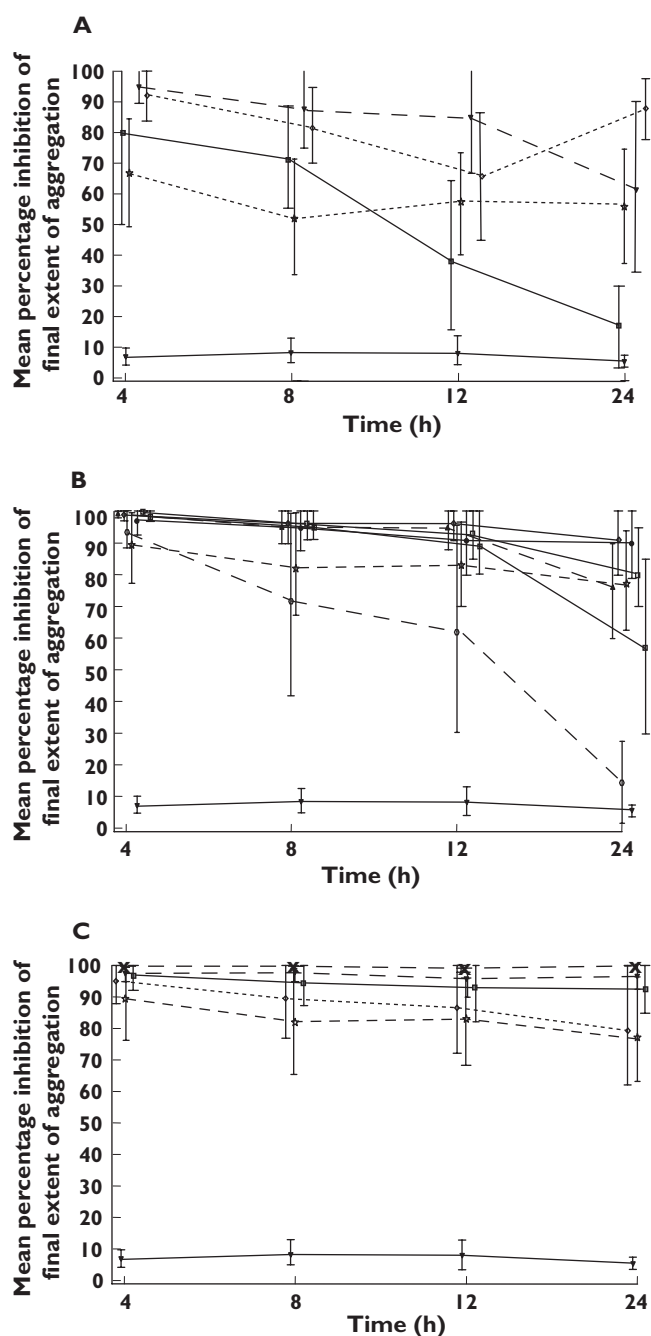 A
Mean percentage inhibition of
final extent of aggregation
100
90
80
70
60
50
40
30
20
10
0
4 8 12 24
Time (h)
B
Mean percentage inhibition of
final extent of aggregation
100
90
80
70
60
50
40
30
20
10
0
4 8 12 24
Time (h)
C
Mean percentage inhibition of
final extent of aggregation
100
90
80
70
60
50
40
30
20
10
0
4 8 12 24
Time (h)